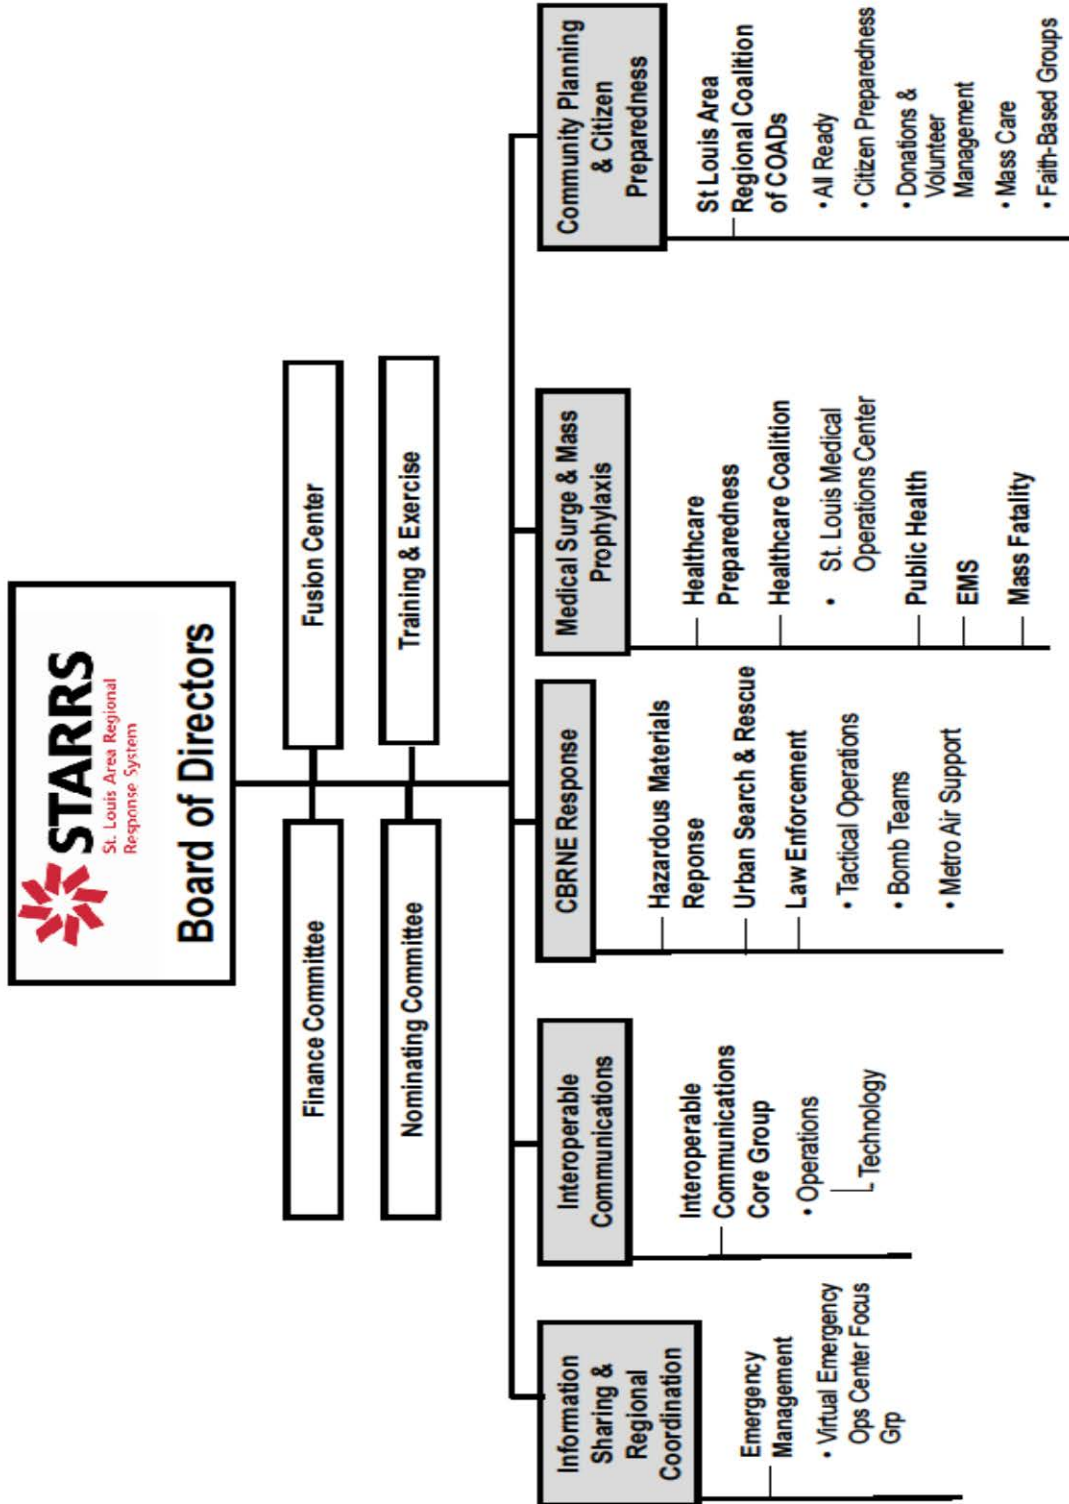 STARRS
St. Louis Area Regional
Response System
Board of Directors
Finance Committee
Fusion Center
Nominating Committee
Training & Exercise
Information
Sharing &
Regional
Coordination
Emergency
Management
• Virtual Emergency
Ops Center Focus
Grp
Interoperable
Communications
Interoperable
Communications
Core Group
• Operations
- Technology
CBRNE Response
Hazardous Materials
Reponse
Urban Search & Rescue
Law Enforcement
• Tactical Operations
• Bomb Teams
• Metro Air Support
Medical Surge & Mass
Prophylaxis
Healthcare
Preparedness
Healthcare Coalition
• St. Louis Medical
Operations Center
Public Health
EMS
Mass Fatality
Community Planning
& Citizen
Preparedness
St Louis Area
Regional Coalition
of COADs
• All Ready
• Citizen Preparedness
• Donations &
Volunteer
Management
• Mass Care
• Faith-Based Groups